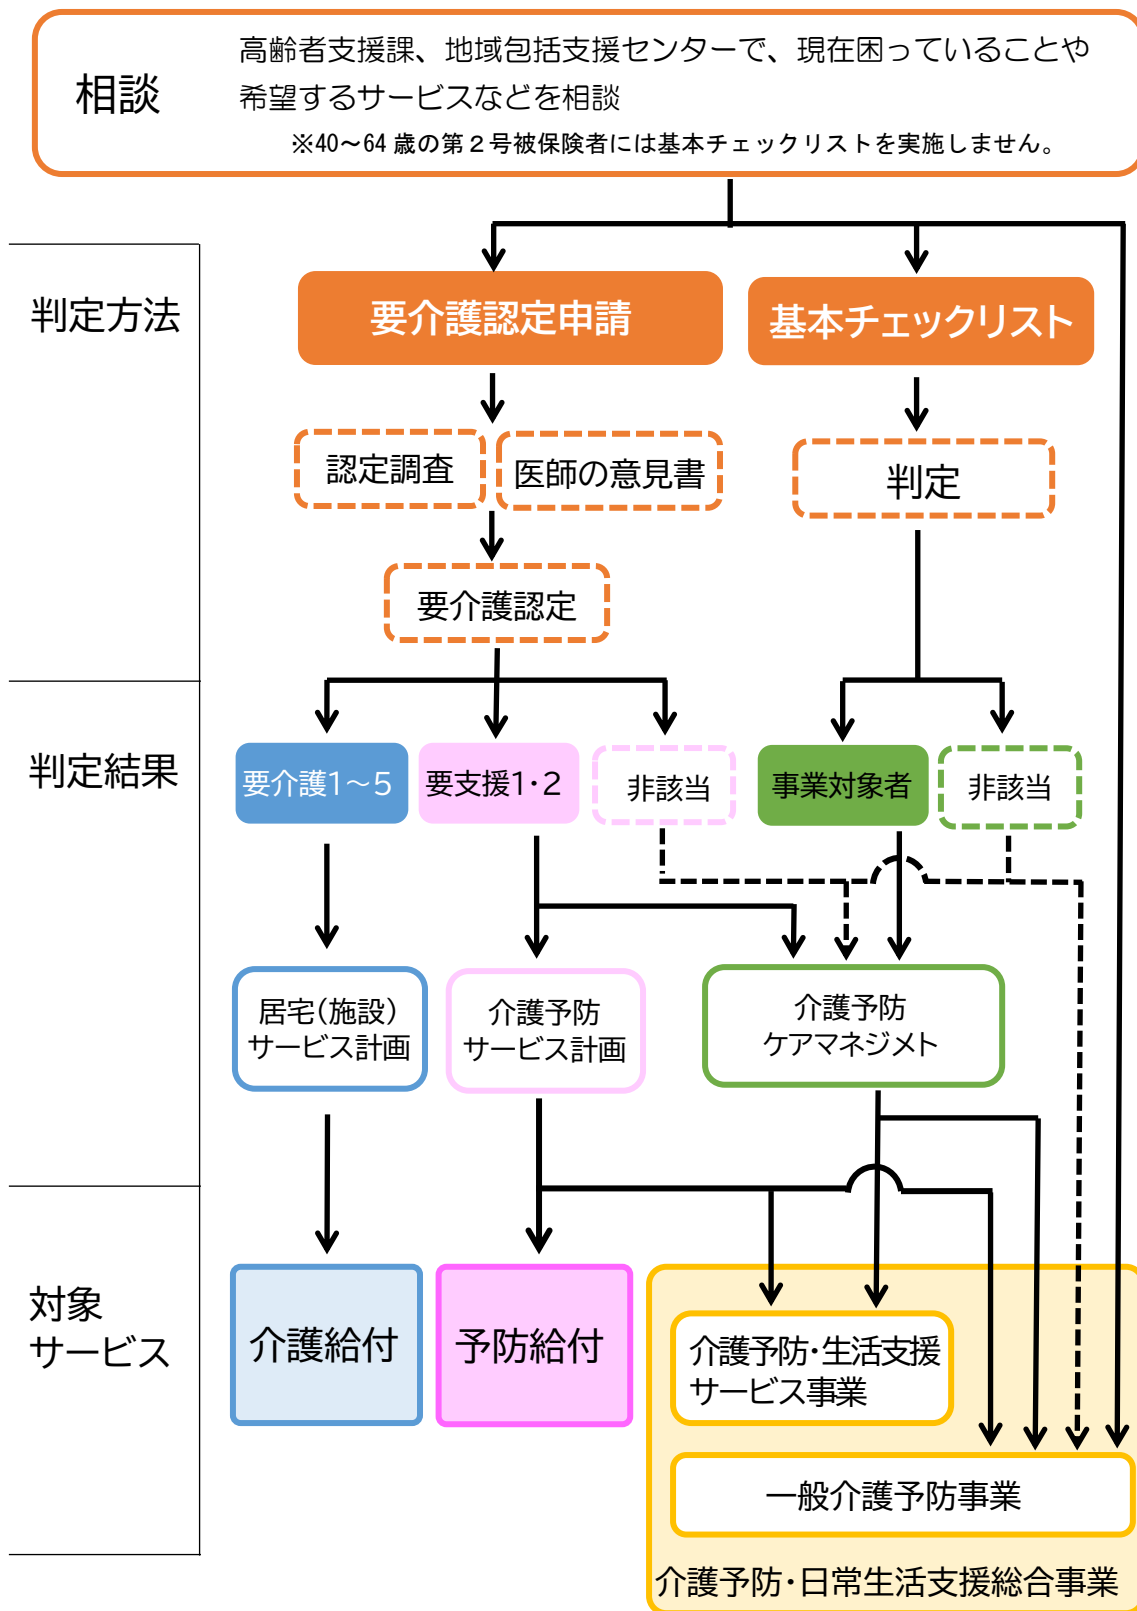 相談
高齢者支援課、地域包括支援センターで、現在困っていることや
希望するサービスなどを相談
※40～64歳の第２号被保険者には基本チェックリストを実施しません。
判定方法
要介護認定申請
基本チェックリスト
認定調査
医師の意見書
判定
要介護認定
判定結果
要介護1～5
要支援1・2
非該当
事業対象者
非該当
居宅(施設)
サービス計画
介護予防
サービス計画
介護予防
ケアマネジメト
対象
サービス
介護給付
予防給付
介護予防・生活支援
サービス事業
一般介護予防事業
介護予防・日常生活支援総合事業